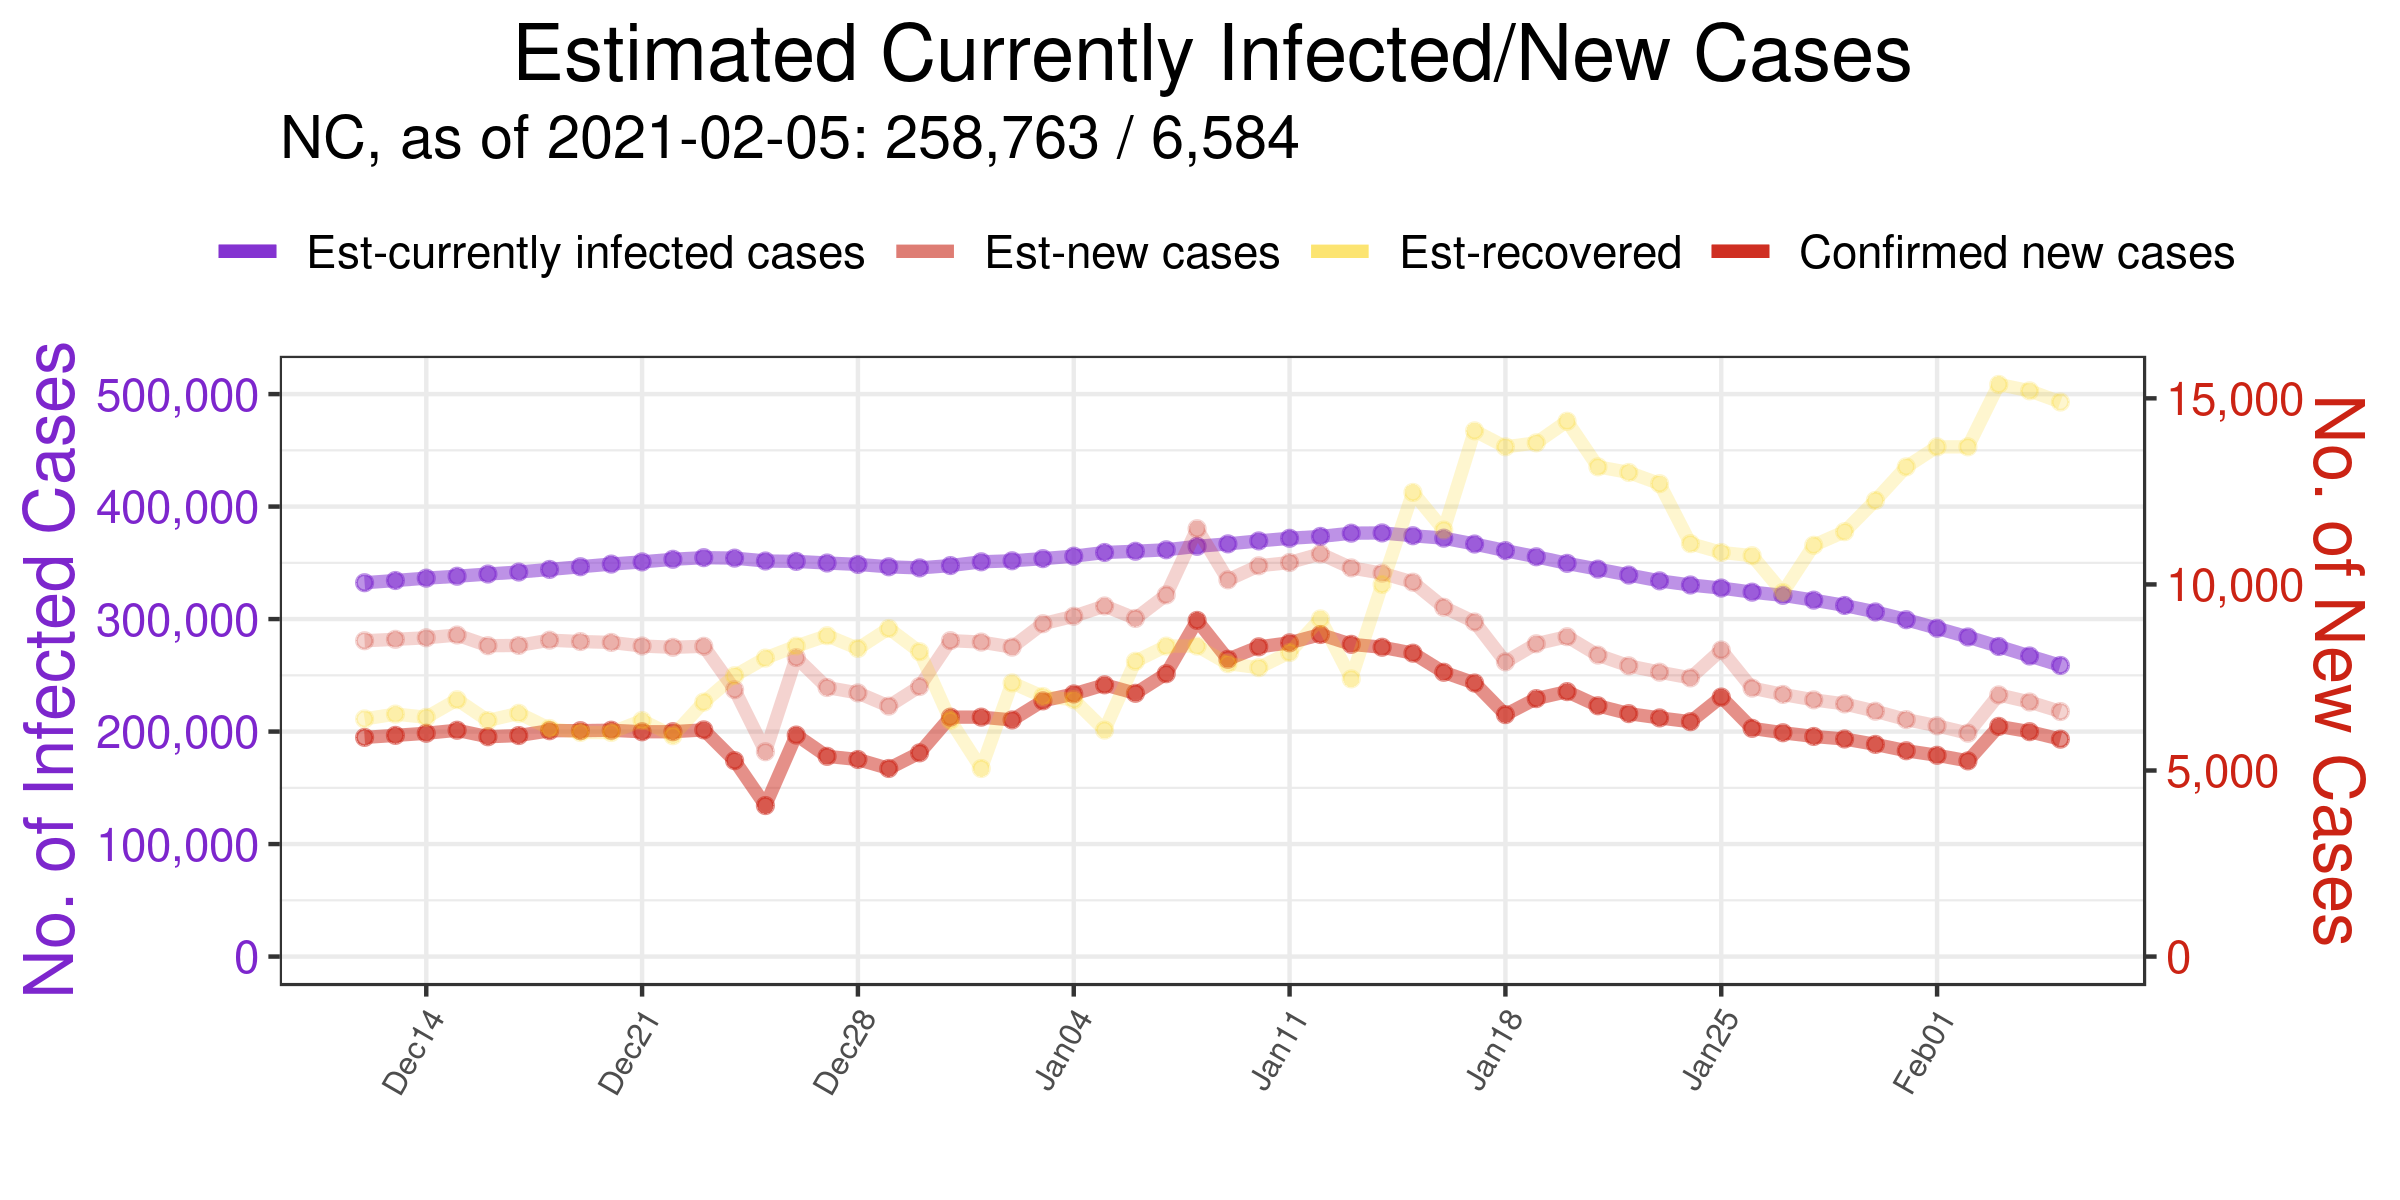 Estimated Currently Infected/New Cases
NC, as of 2021-02-05: 258,763 / 6,584
Est-currently infected cases Est-new cases Est-recovered Confirmed new cases
No. of Infected Cases
500,000
400,000
300,000
200,000
100,000
0
15,000
10,000
5,000
0
No. of New Cases
Dec14 Dec21 Dec28 Jan04 Jan11 Jan18 Jan25 Feb01